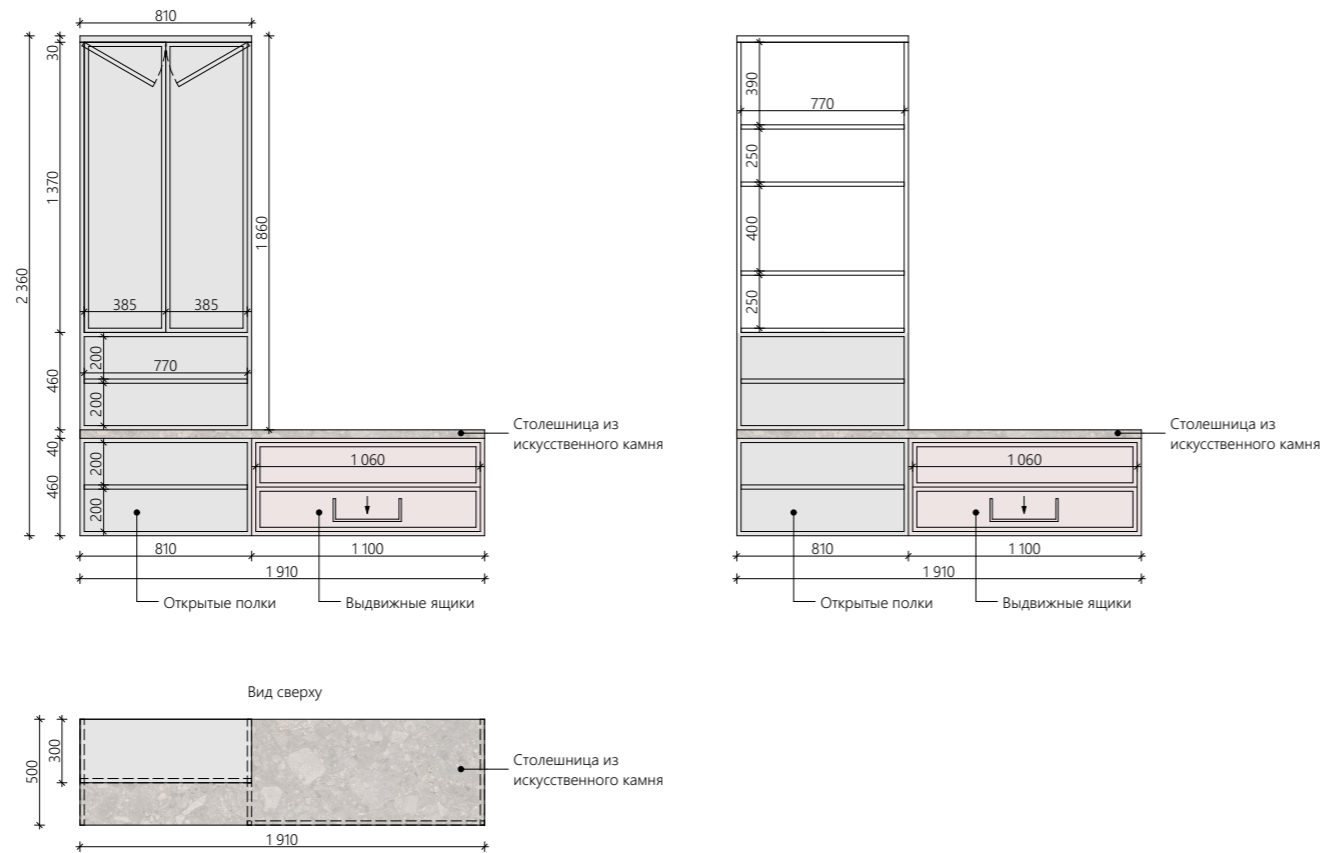 810
30
1 370
2 360
1 860
385
385
460
200
770
200
40
460
200
200
1 060
Столешница из
искусственного камня
810
1 100
1 910
Открытые полки
Выдвижные ящики
390
770
250
400
250
Столешница из
искусственного камня
1 060
810
1 100
1 910
Открытые полки
Выдвижные ящики
Вид сверху
500
300
Столешница из
искусственного камня
1 910